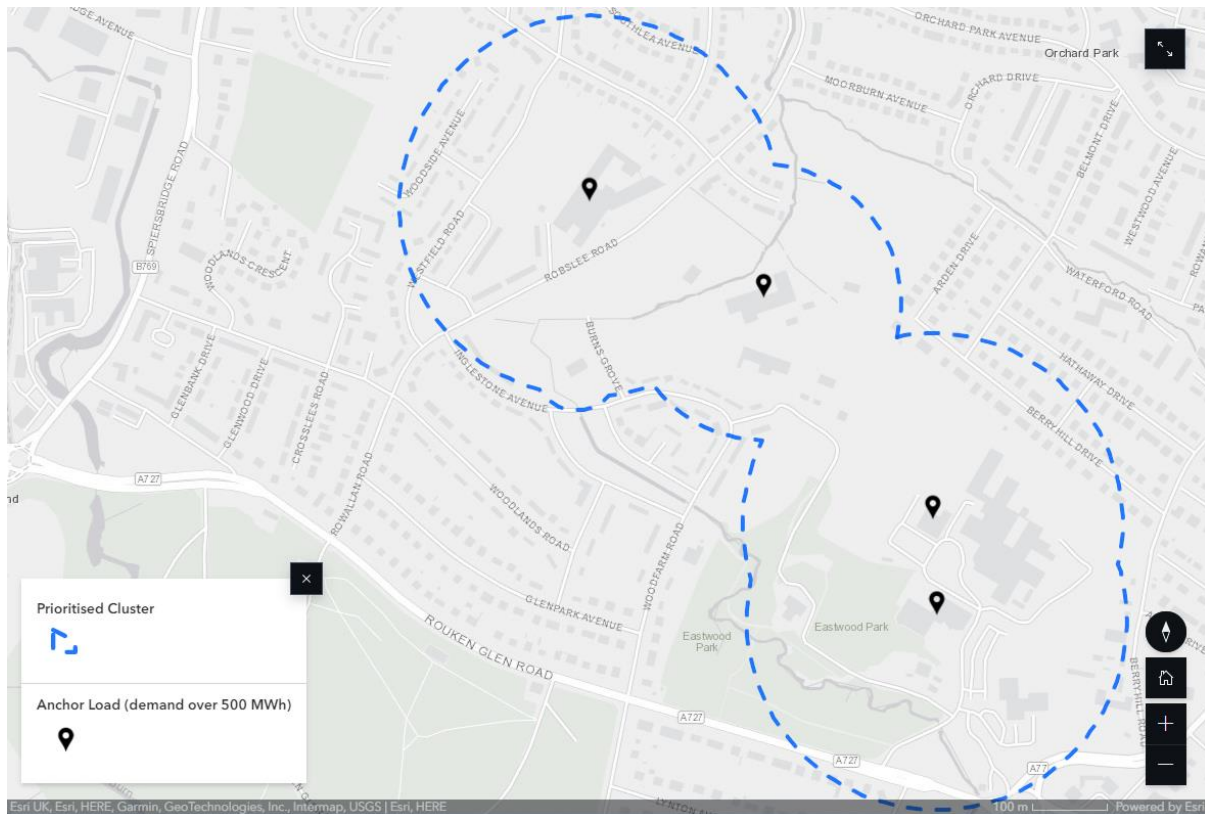 SOUTHLEA AVENUE
ORCHARD PARK AVENUE
Orchard Park
MOORBURN AVENUE
ORCHARD DRIVE
BELMONT DRIVE
WESTWOOD AVENUE
SPIERSBRIDGE ROAD
WOODSIDE AVENUE
WESTFIELD ROAD
ROBSLEE ROAD
WOODLANDS CRESCENT
B769
ARDEN DRIVE
WATERFORD ROAD
BURNS GROVE
INGLESTONE AVENUE
GLENBANK DRIVE
GLENWOOD DRIVE
CROSSLEES ROAD
HATHAWAY DRIVE
BERRYHILL DRIVE
A727
ROWALLAN ROAD
WOODLANDS ROAD
WOODFARM ROAD
GLENPARK AVENUE
ROUKEN GLEN ROAD
Eastwood
Park
Eastwood Park
BERRYHILL ROAD
A727
A727
A77
LYNTON AVENUE
Prioritised Cluster
Anchor Load (demand over 500 MWh)
Esri UK, Esri, HERE, Garmin, GeoTechnologies, Inc., Intermap, USGS | Esri, HERE
100 m
Powered by Esri